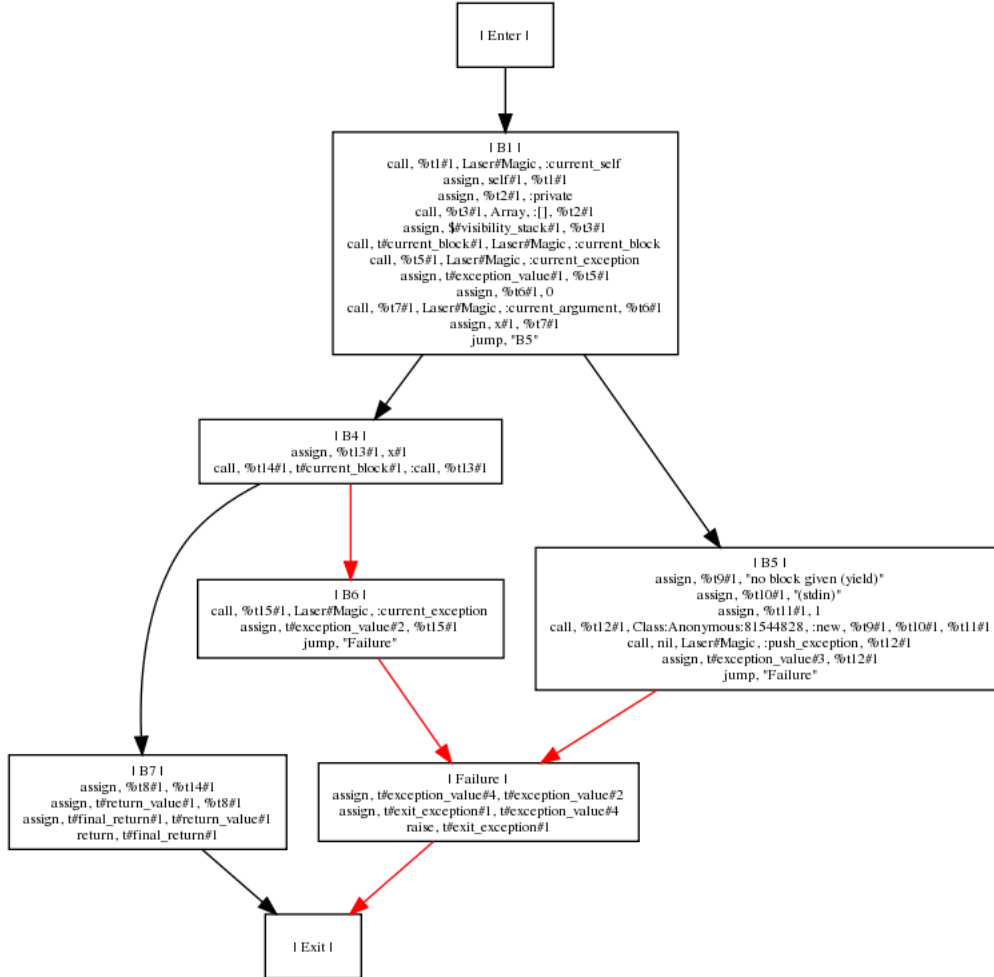 | Enter |
| B1 |
call, %t1#1, Laser#Magic, :current_self
assign, self#1, %t1#1
assign, %t2#1, :private
call, %t3#1, Array, :[], %t2#1
assign, $#visibility_stack#1, %t3#1
call, t#current_block#1, Laser#Magic, :current_block
call, %t5#1, Laser#Magic, :current_exception
assign, t#exception_value#1, %t5#1
assign, %t6#1, 0
call, %t7#1, Laser#Magic, :current_argument, %t6#1
assign, x#1, %t7#1
jump, "B5"
| B4 |
assign, %t13#1, x#1
call, %t14#1, t#current_block#1, :call, %t13#1
| B5 |
assign, %t9#1, "no block given (yield)"
assign, %t10#1, "(stdin)"
assign, %t11#1, 1
call, %t12#1, Class:Anonymous:81544828, :new, %t9#1, %t10#1, %t11#1
call, nil, Laser#Magic, :push_exception, %t12#1
assign, t#exception_value#3, %t12#1
jump, "Failure"
| B6 |
call, %t15#1, Laser#Magic, :current_exception
assign, t#exception_value#2, %t15#1
jump, "Failure"
| B7 |
assign, %t8#1, %t14#1
assign, t#return_value#1, %t8#1
assign, t#final_return#1, t#return_value#1
return, t#final_return#1
| Failure |
assign, t#exception_value#4, t#exception_value#2
assign, t#exit_exception#1, t#exception_value#4
raise, t#exit_exception#1
| Exit |